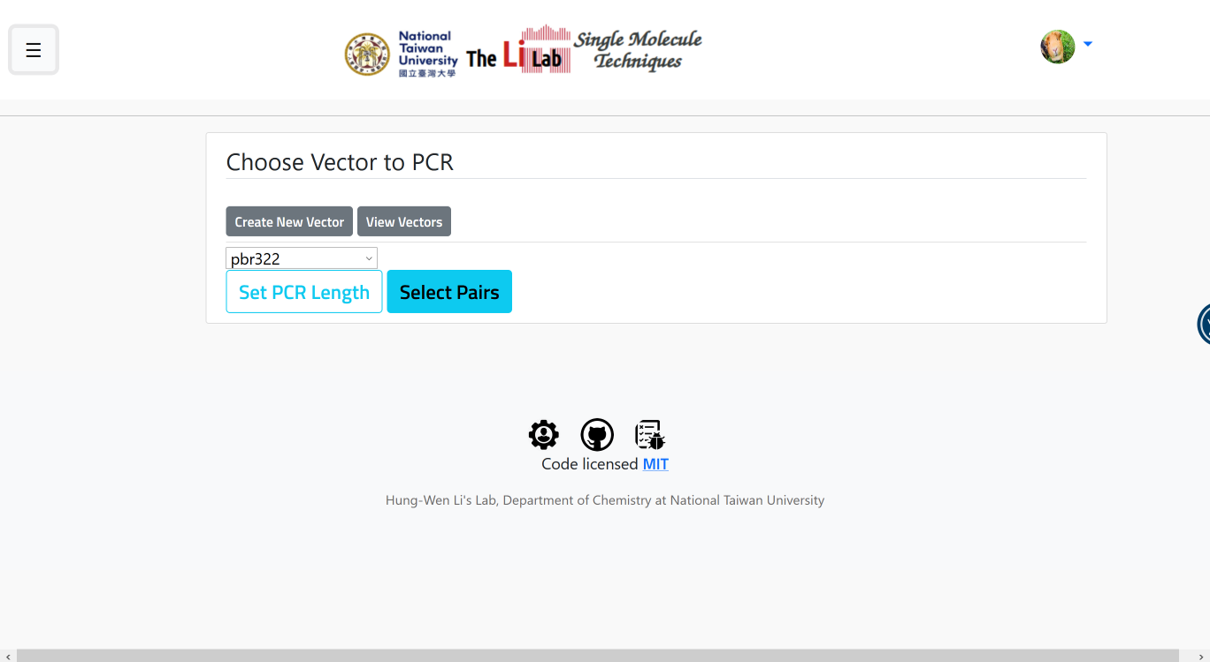 ☰
National
Taiwan
University
國立臺灣大學
The Li Lab
Single Molecule
Techniques
Choose Vector to PCR
Create New Vector View Vectors
pbr322
Set PCR Length Select Pairs
Code licensed MIT
Hung-Wen Li's Lab, Department of Chemistry at National Taiwan University